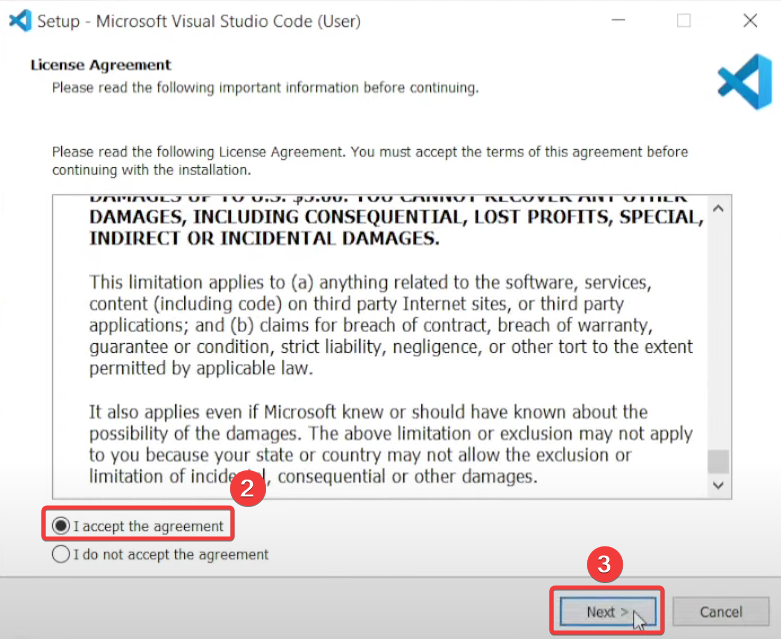 Setup - Microsoft Visual Studio Code (User)
License Agreement
Please read the following important information before continuing.
Please read the following License Agreement. You must accept the terms of this agreement before
continuing with the installation.
DAMAGES UP TO U.S. $5.00. YOU CANNOT RECOVER ANY OTHER
DAMAGES, INCLUDING CONSEQUENTIAL, LOST PROFITS, SPECIAL,
INDIRECT OR INCIDENTAL DAMAGES.
This limitation applies to (a) anything related to the software, services,
content (including code) on third party Internet sites, or third party
applications; and (b) claims for breach of contract, breach of warranty,
guarantee or condition, strict liability, negligence, or other tort to the extent
permitted by applicable law.
It also applies even if Microsoft knew or should have known about the
possibility of the damages. The above limitation or exclusion may not apply
to you because your state or country may not allow the exclusion or
limitation of incidental, consequential or other damages.
2
I accept the agreement
I do not accept the agreement
3
Next >
Cancel